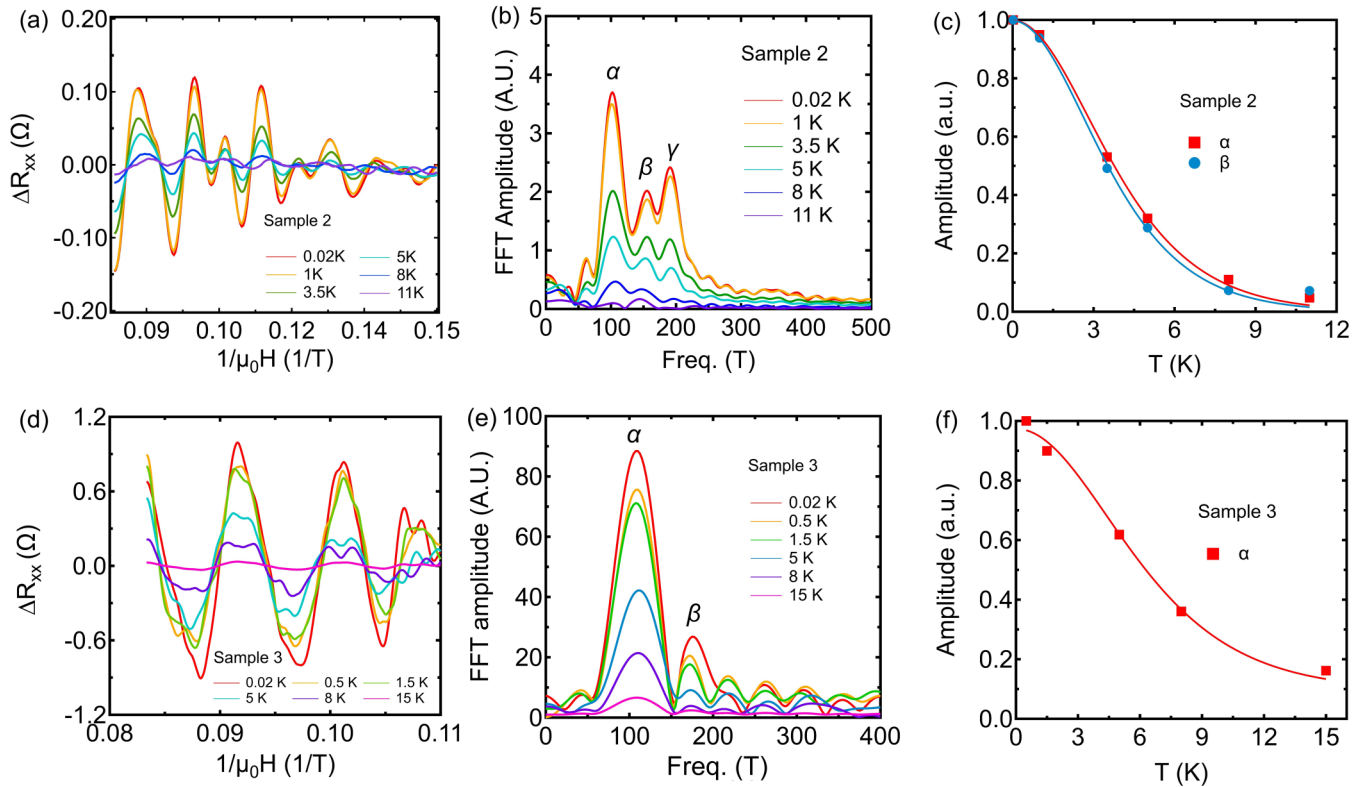 (a)
0.20
0.10
0.00
-0.10
-0.20
ΔRxx (Ω)
Sample 2
0.02K
1K
3.5K
5K
8K
11K
0.09 0.10 0.11 0.12 0.13 0.14 0.15
1/μ₀H (1/T)
(b)
5
4
3
2
1
0
FFT Amplitude (A.U.)
α
β
γ
Sample 2
0.02 K
1 K
3.5 K
5 K
8 K
11 K
0 100 200 300 400 500
Freq. (T)
(c)
1.0
0.8
0.6
0.4
0.2
0.0
Amplitude (a.u.)
Sample 2
α
β
0 3 6 9 12
T (K)
(d)
1.2
0.6
0.0
-0.6
-1.2
ΔRxx (Ω)
Sample 3
0.02 K 0.5 K 1.5 K
5 K 8 K 15 K
0.08 0.09 0.10 0.11
1/μ₀H (1/T)
(e)
100
80
60
40
20
0
FFT amplitude (A.U.)
α
β
Sample 3
0.02 K
0.5 K
1.5 K
5 K
8 K
15 K
0 100 200 300 400
Freq. (T)
(f)
1.0
0.8
0.6
0.4
0.2
0.0
Amplitude (a.u.)
Sample 3
α
0 3 6 9 12 15
T (K)